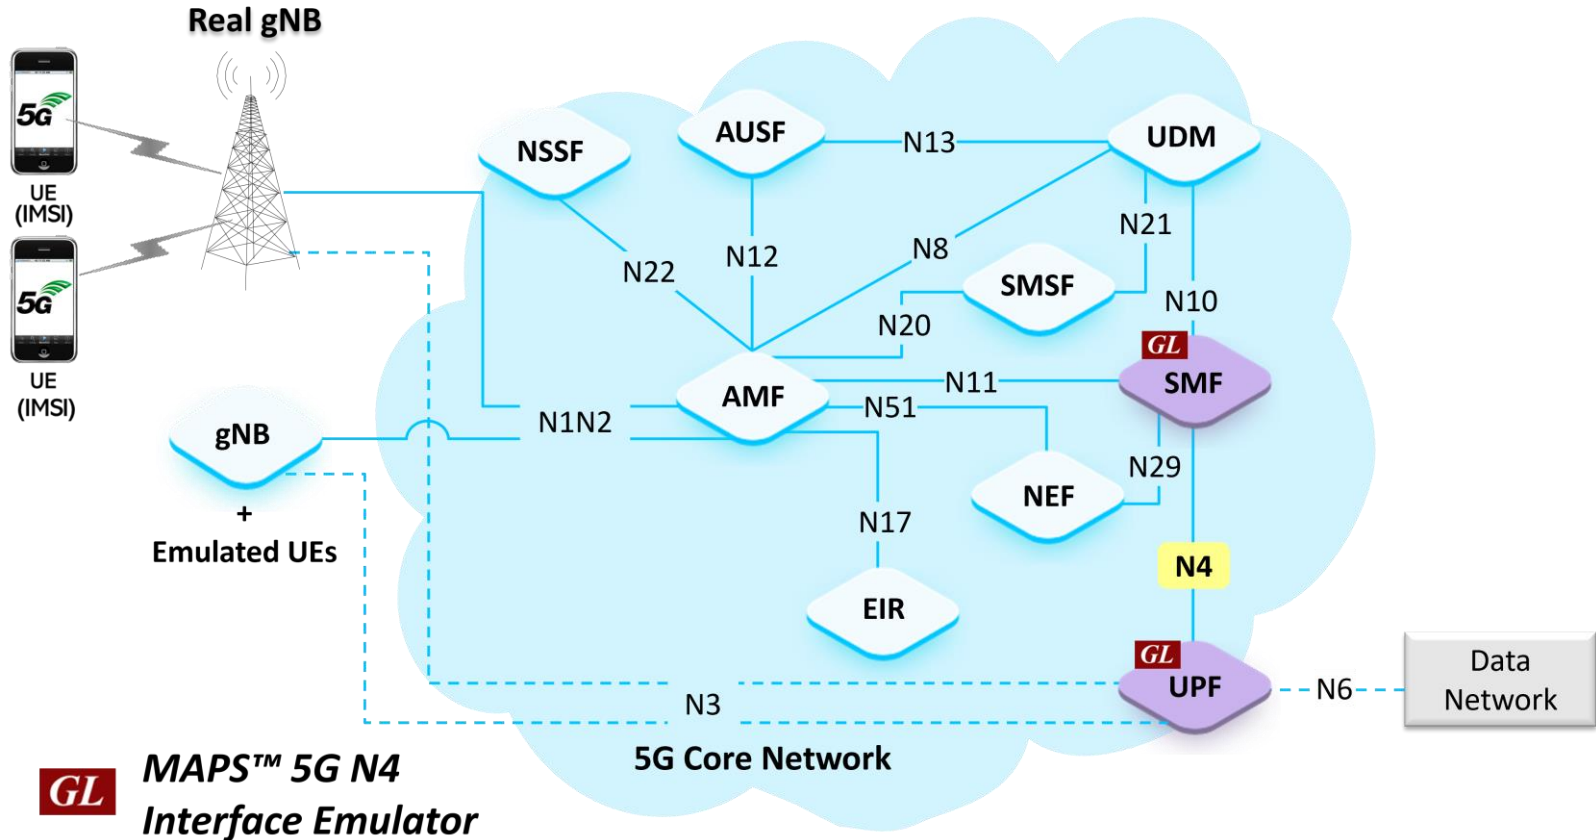 Real gNB
5G
UE
(IMSI)
5G
UE
(IMSI)
NSSF
AUSF
N13
UDM
N22
N12
N8
N21
SMSF
N20
N10
GL
SMF
AMF
N11
N51
N1N2
gNB
+
Emulated UEs
NEF
N29
N17
N4
EIR
GL
UPF
N6
Data
Network
N3
5G Core Network
GL
MAPS™ 5G N4
Interface Emulator